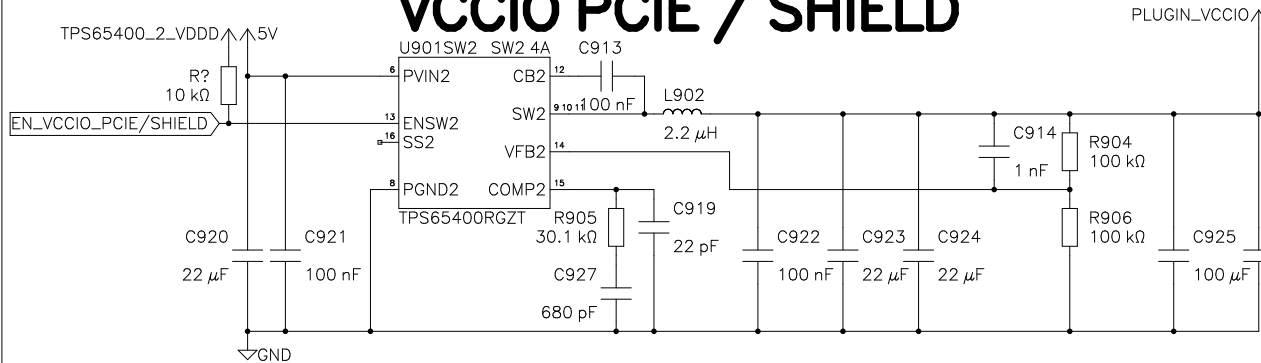 VCCIO PCIE / SHIELD
PLUGIN_VCCIO
TPS65400_2_VDDD
5V
U901SW2 SW2 4A
C913
100 nF
R?
10 kΩ
6 PVIN2
CB2 12
EN_VCCIO_PCIE/SHIELD
13 ENSW2
SW2 9 10 11
L902
2.2 µH
16 SS2
VFB2 14
C914
1 nF
R904
100 kΩ
8 PGND2
COMP2 15
TPS65400RGZT
R905
30.1 kΩ
C919
22 pF
R906
100 kΩ
C920
22 µF
C921
100 nF
C927
680 pF
C922
100 nF
C923
22 µF
C924
22 µF
C925
100 µF
GND